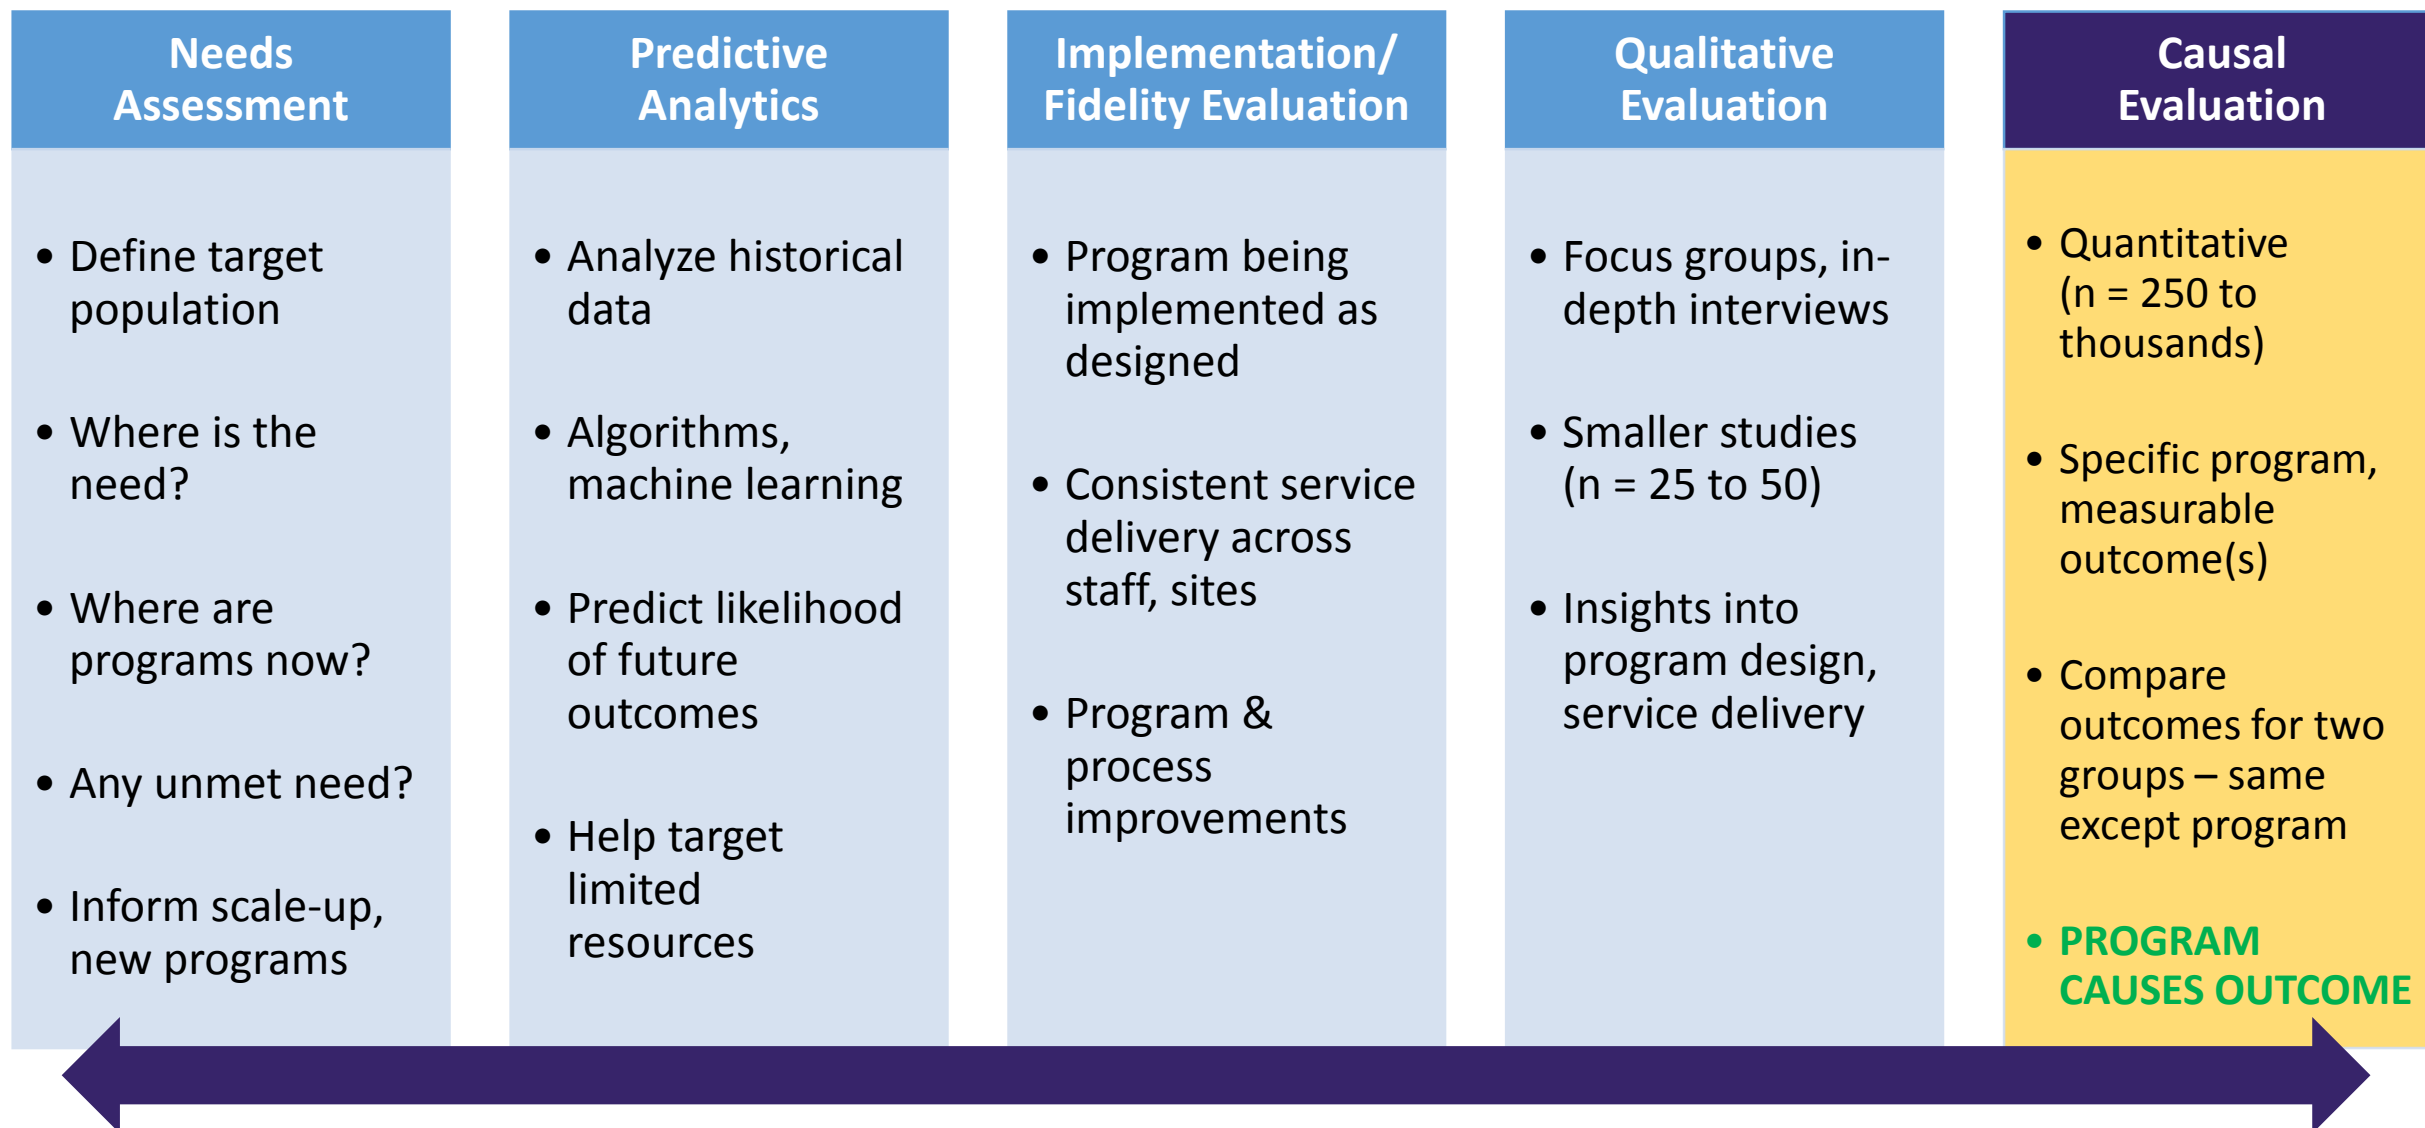 Needs
Assessment
• Define target
population
• Where is the
need?
• Where are
programs now?
• Any unmet need?
• Inform scale-up,
new programs
Predictive
Analytics
• Analyze historical
data
• Algorithms,
machine learning
• Predict likelihood
of future
outcomes
• Help target
limited
resources
Implementation/
Fidelity Evaluation
• Program being
implemented as
designed
• Consistent service
delivery across
staff, sites
• Program &
process
improvements
Qualitative
Evaluation
• Focus groups, in-
depth interviews
• Smaller studies
(n = 25 to 50)
• Insights into
program design,
service delivery
Causal
Evaluation
• Quantitative
(n = 250 to
thousands)
• Specific program,
measurable
outcome(s)
• Compare
outcomes for two
groups – same
except program
• PROGRAM
CAUSES OUTCOME